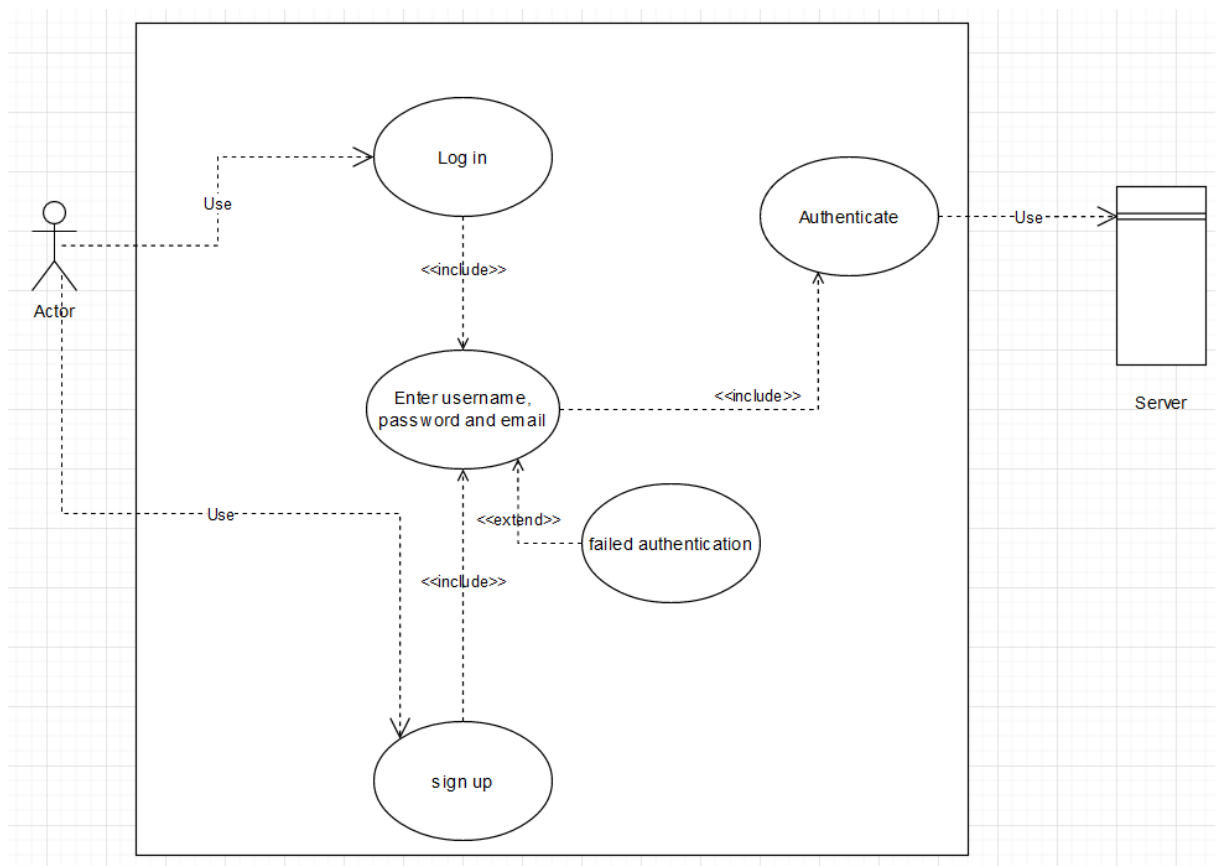 Log in
Use
Authenticate
Use
<<include>>
Actor
Enter username,
password and email
<<include>>
Server
Use
<<extend>>
failed authentication
<<include>>
sign up